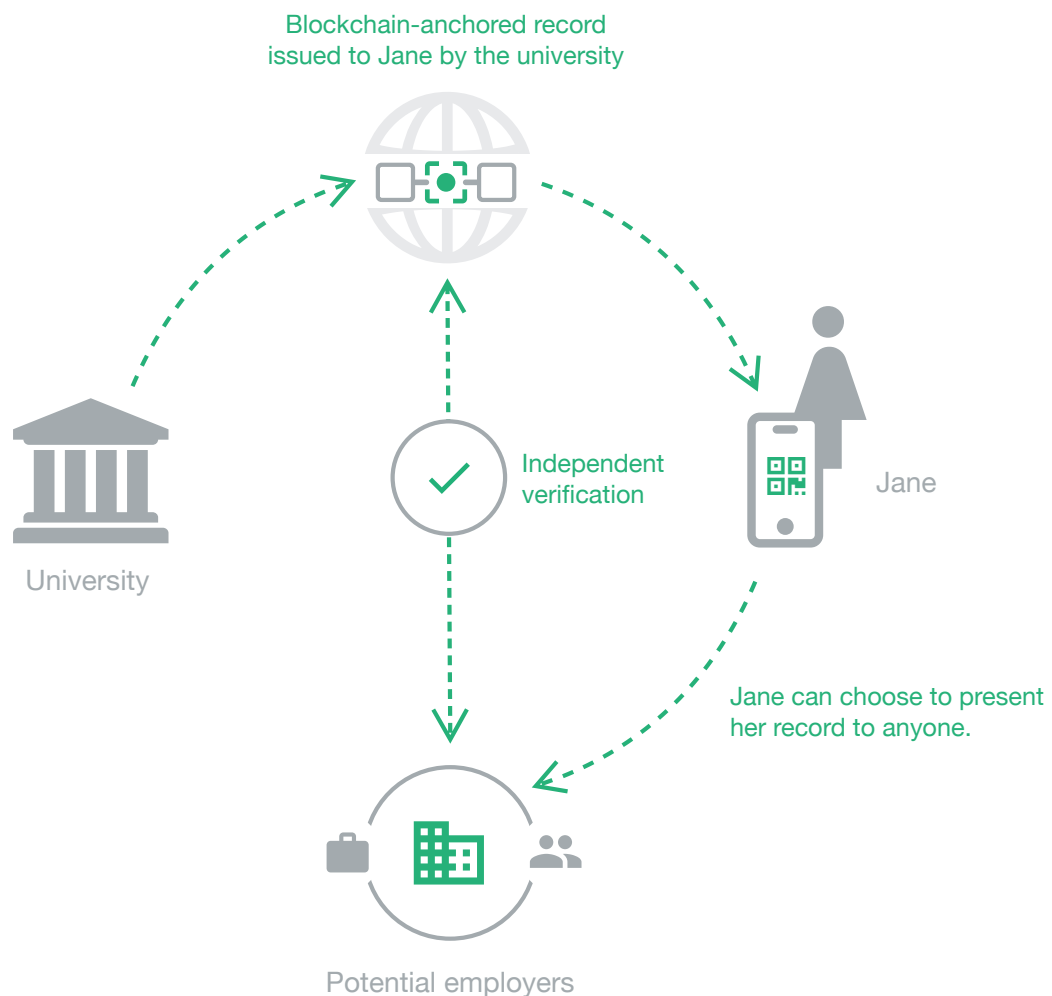 Blockchain-anchored record
issued to Jane by the university
Independent
verification
Jane
University
Jane can choose to present
her record to anyone.
Potential employers